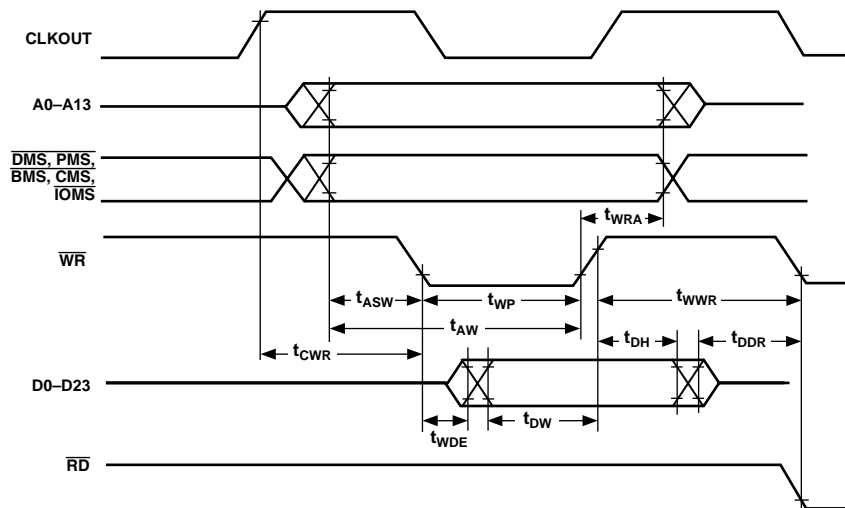 CLKOUT
A0–A13
DMS, PMS,
BMS, CMS,
IOMS
tWRA
WR
tASW
tWP
tWWR
tAW
tCWR
tDH
tDDR
D0–D23
tWDE
tDW
RD